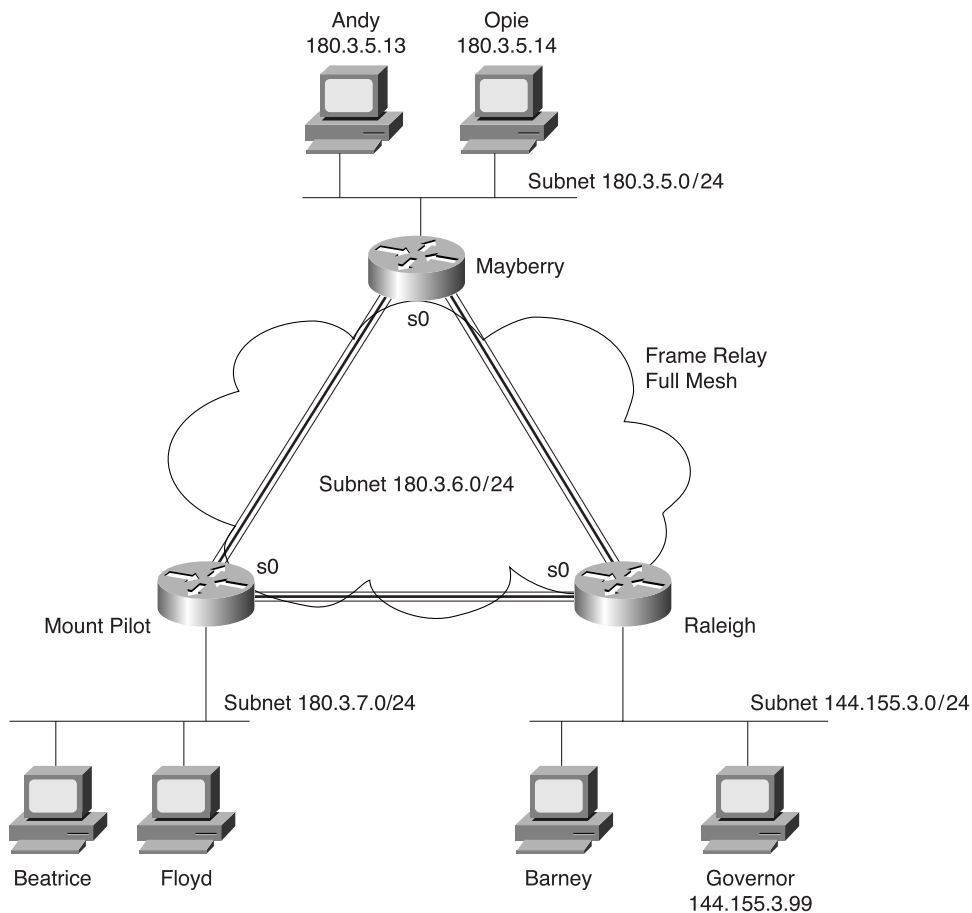 Andy
180.3.5.13
Opie
180.3.5.14
Subnet 180.3.5.0/24
Mayberry
s0
Frame Relay
Full Mesh
Subnet 180.3.6.0/24
s0
s0
Mount Pilot
Raleigh
Subnet 180.3.7.0/24
Subnet 144.155.3.0/24
Beatrice
Floyd
Barney
Governor
144.155.3.99